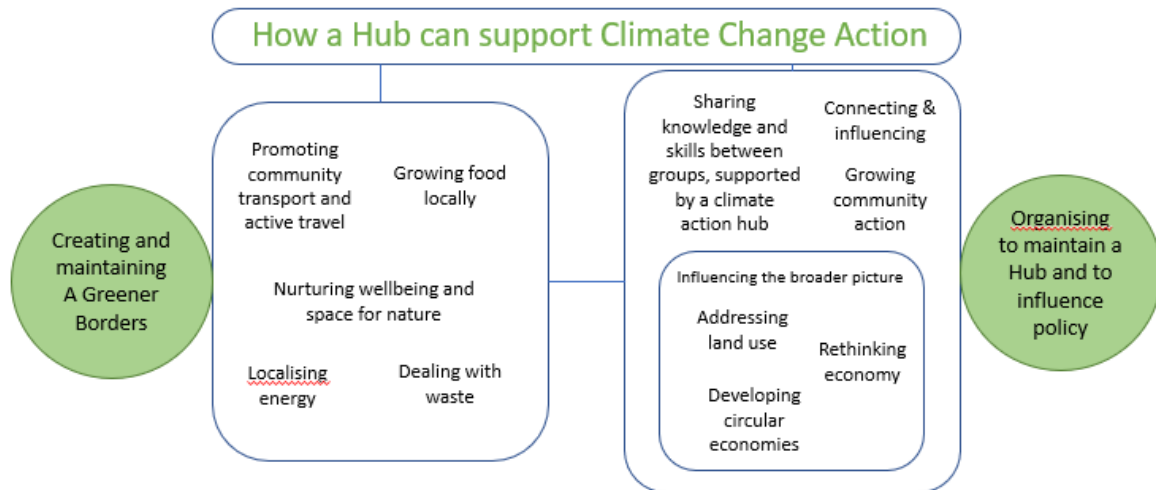 How a Hub can support Climate Change Action
Creating and
maintaining
A Greener
Borders
Promoting
community
transport and
active travel
Growing food
locally
Nurturing wellbeing and
space for nature
Localising
energy
Dealing with
waste
Sharing
knowledge and
skills between
groups, supported
by a climate
action hub
Connecting &
influencing
Growing
community
action
Influencing the broader picture
Addressing
land use
Rethinking
economy
Developing
circular
economies
Organising
to maintain a
Hub and to
influence
policy